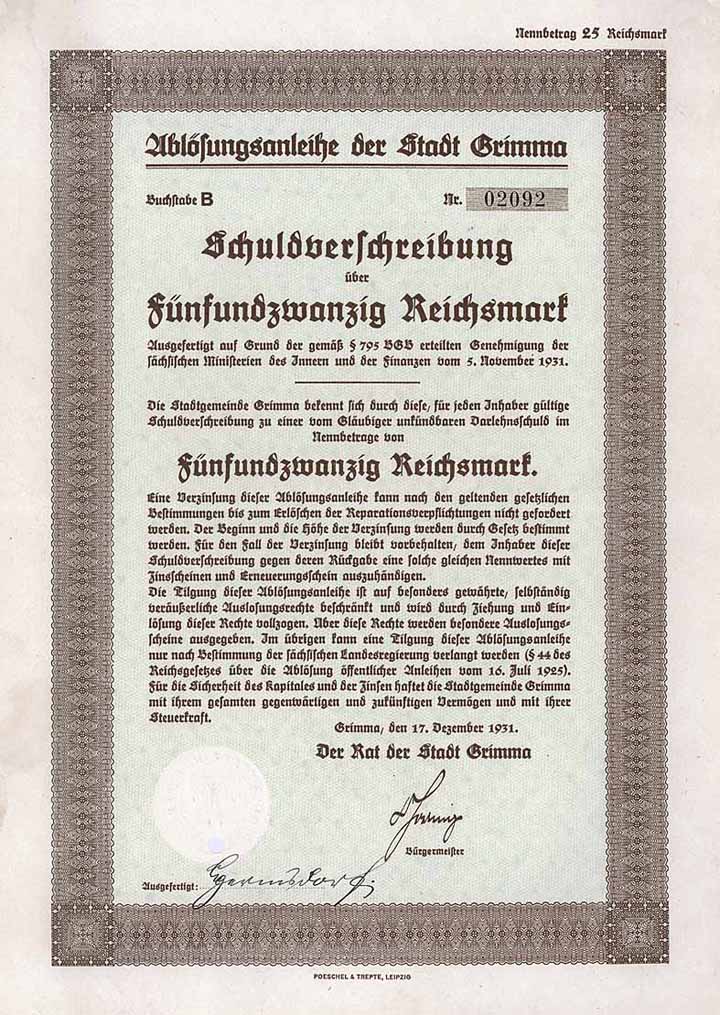 Nennbetrag 25 Reichsmark
Ablösungsanleihe der Stadt Grimma
Buchstabe B Nr. 02092
Schuldverschreibung
über
Fünfundzwanzig Reichsmark
Ausgefertigt auf Grund der gemäß § 795 BGB erteilten Genehmigung der
sächsischen Ministerien des Innern und der Finanzen vom 5. November 1931.
Die Stadtgemeinde Grimma bekennt sich durch diese, für jeden Inhaber gültige
Schuldverschreibung zu einer vom Gläubiger unkündbaren Darlehnsschuld im
Nennbetrage von
Fünfundzwanzig Reichsmark.
Eine Verzinsung dieser Ablösungsanleihe kann nach den geltenden gesetzlichen
Bestimmungen bis zum Erlöschen der Reparationsverpflichtungen nicht gefordert
werden. Der Beginn und die Höhe der Verzinsung werden durch Gesetz bestimmt
werden. Für den Fall der Verzinsung bleibt vorbehalten, dem Inhaber dieser
Schuldverschreibung gegen deren Rückgabe eine solche gleichen Nennwertes mit
Zinsscheinen und Erneuerungsschein auszuhändigen.
Die Tilgung dieser Ablösungsanleihe ist auf besonders gewährte, selbständig
veräußerliche Auslosungsrechte beschränkt und wird durch Ziehung und Ein-
lösung dieser Rechte vollzogen. Über diese Rechte werden besondere Auslosungs-
scheine ausgegeben. Im übrigen kann eine Tilgung dieser Ablösungsanleihe
nur nach Bestimmung der sächsischen Landesregierung verlangt werden (§ 44 des
Reichsgesetzes über die Ablösung öffentlicher Anleihen vom 16. Juli 1925).
Für die Sicherheit des Kapitales und der Zinsen haftet die Stadtgemeinde Grimma
mit ihrem gesamten gegenwärtigen und zukünftigen Vermögen und mit ihrer
Steuerkraft.
Grimma, den 17. Dezember 1931.
Der Rat der Stadt Grimma
Bürgermeister
Ausgefertigt:
POESCHEL & TREPTE, LEIPZIG